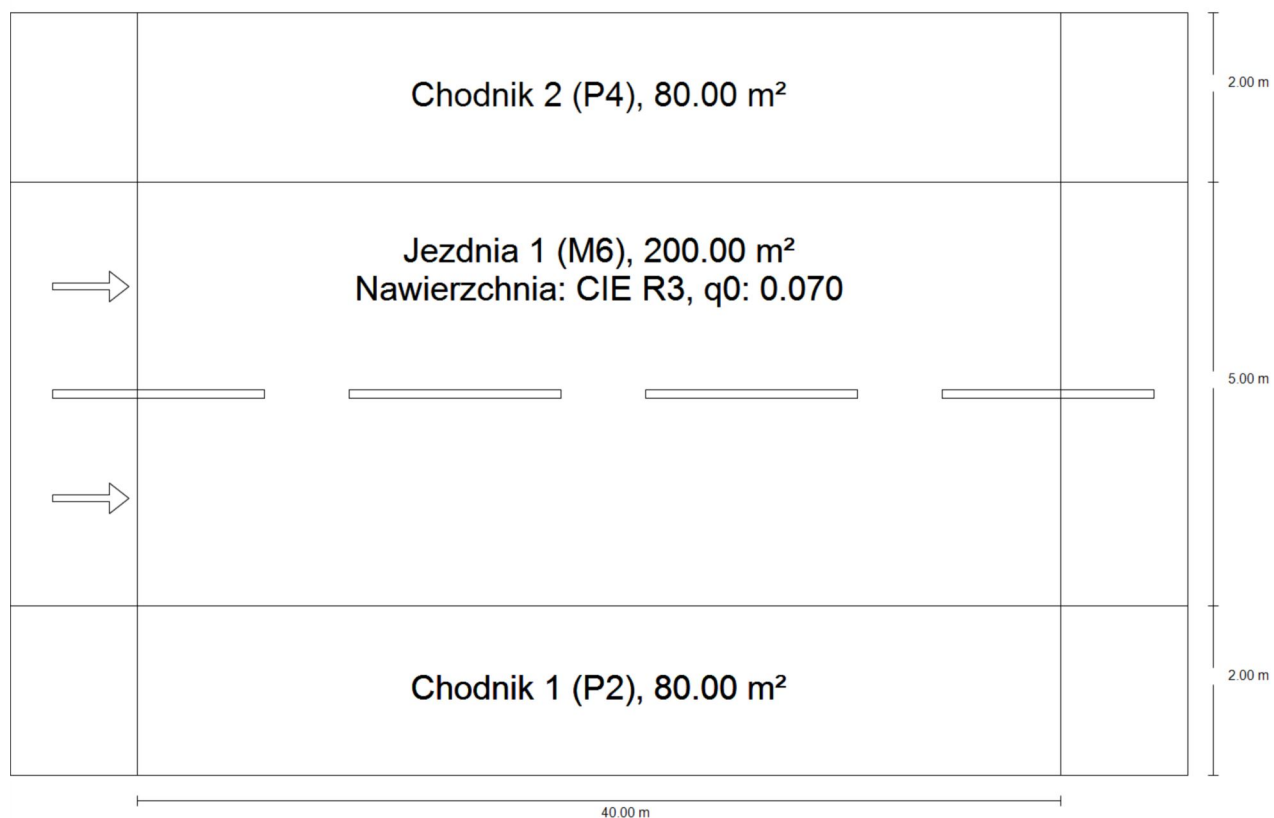 Chodnik 2 (P4), 80.00 m²
2.00 m
Jezdnia 1 (M6), 200.00 m²
Nawierzchnia: CIE R3, q0: 0.070
5.00 m
Chodnik 1 (P2), 80.00 m²
2.00 m
40.00 m